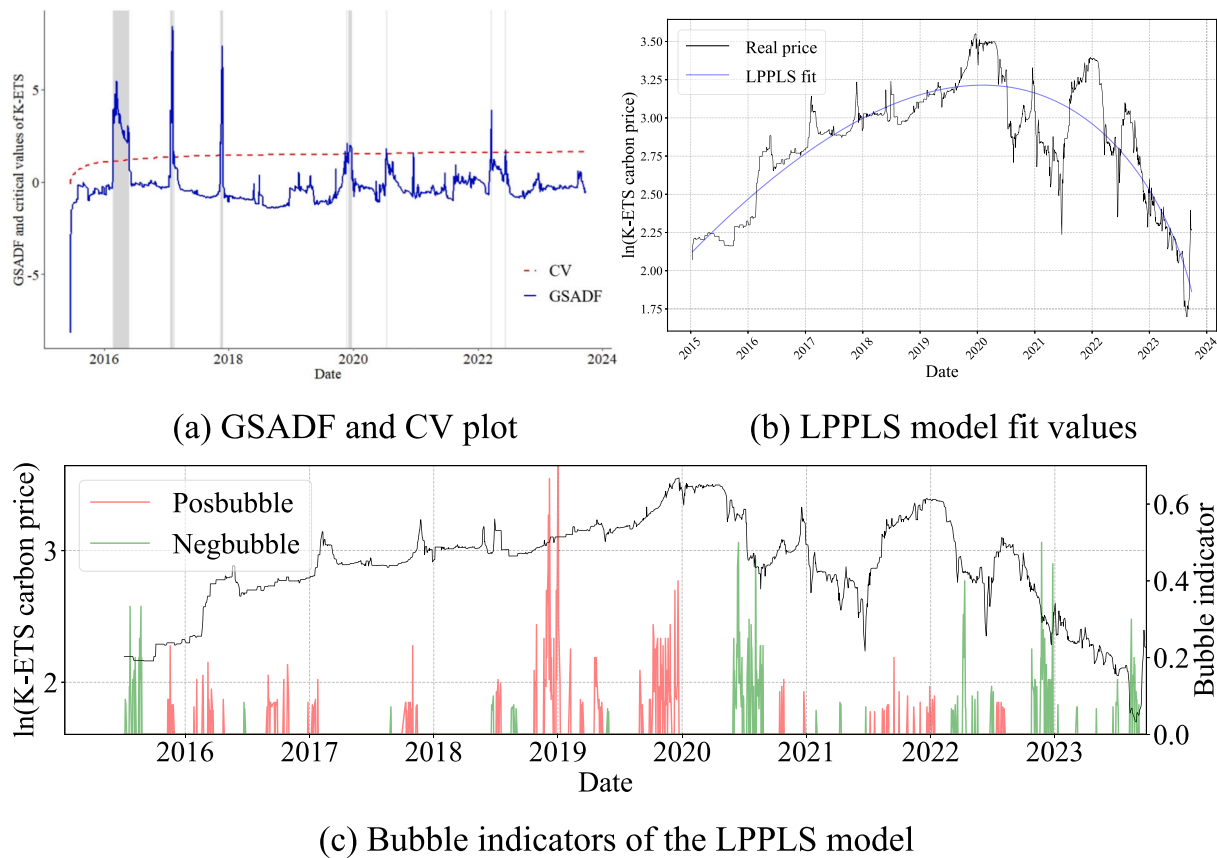 GSADF and critical values of K-ETS
5
0
-5
CV
GSADF
2016
2018
2020
2022
2024
Date
(a) GSADF and CV plot
ln(K-ETS carbon price)
3.50
3.25
3.00
2.75
2.50
2.25
2.00
1.75
Real price
LPPLS fit
2015
2016
2017
2018
2019
2020
2021
2022
2023
2024
Date
(b) LPPLS model fit values
ln(K-ETS carbon price)
3
2
Posbubble
Negbubble
0.6
0.4
0.2
0.0
Bubble indicator
2016
2017
2018
2019
2020
2021
2022
2023
Date
(c) Bubble indicators of the LPPLS model